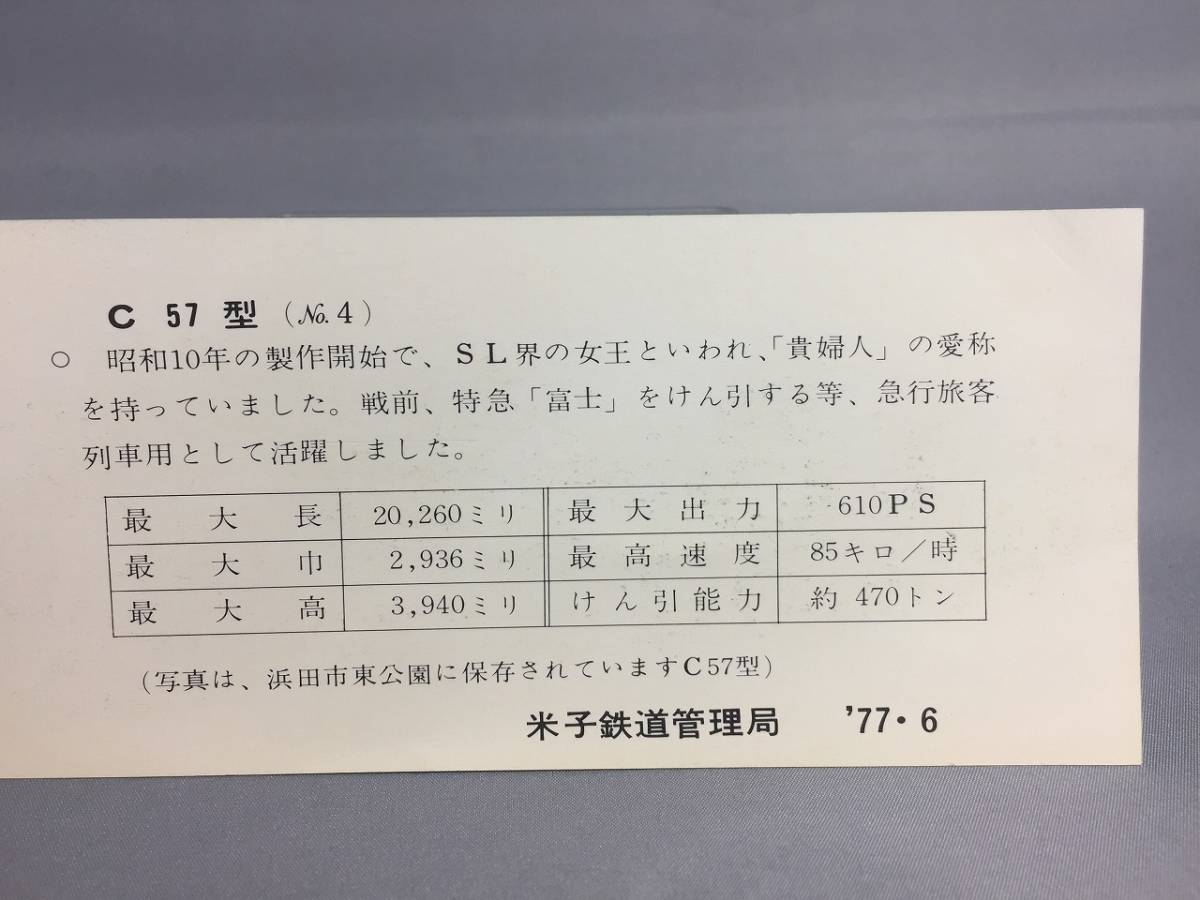 C 57 型 (No.4)
○ 昭和10年の製作開始で、SL界の女王といわれ、「貴婦人」の愛称
を持っていました。戦前、特急「富士」をけん引する等、急行旅客
列車用として活躍しました。
最大長 20,260ミリ 最大出力 610PS
最大巾 2,936ミリ 最高速度 85キロ/時
最大高 3,940ミリ けん引能力 約470トン
(写真は、浜田市東公園に保存されていますC57型)
米子鉄道管理局 '77・6